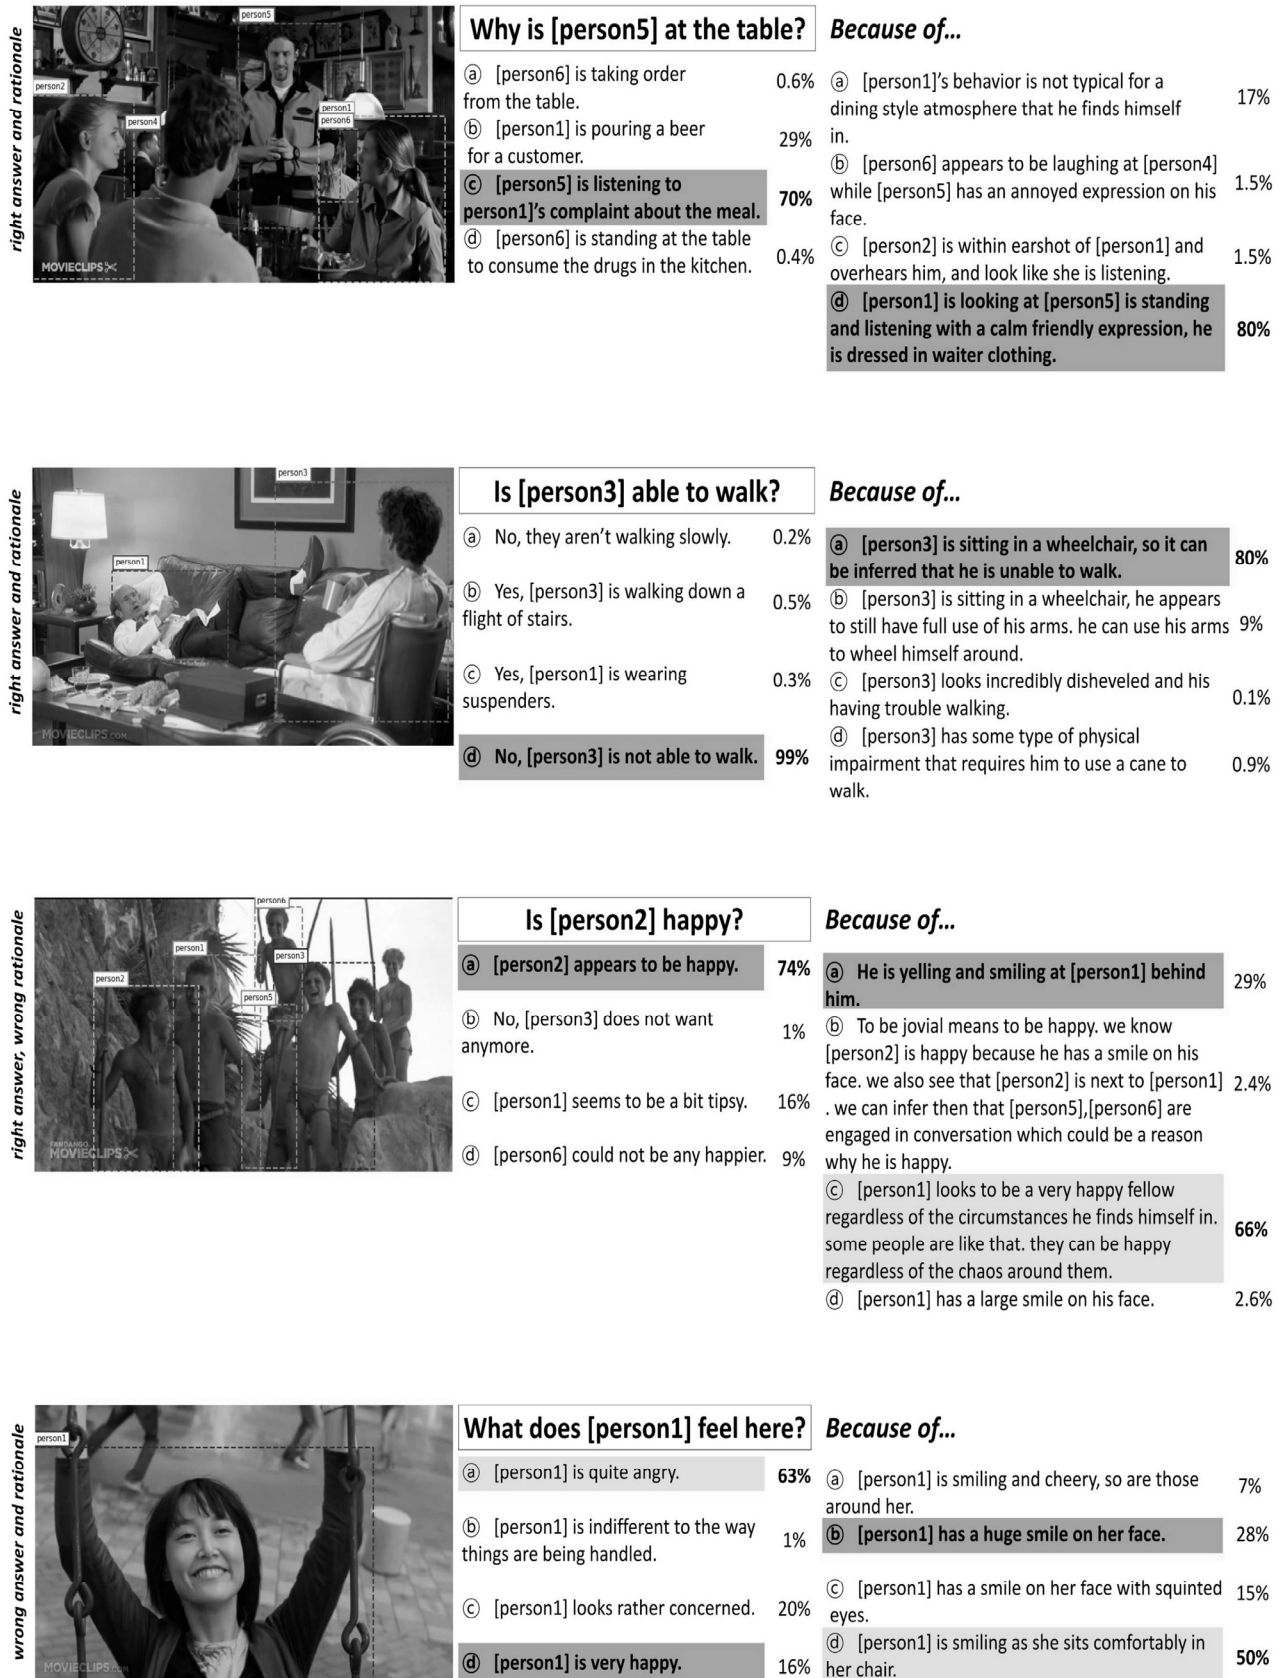 right answer and rationale
person5
person2
person4
person1
person6
MOVIECLIPS
Why is [person5] at the table?
ⓐ [person6] is taking order
from the table.
0.6%
ⓑ [person1] is pouring a beer
for a customer.
29%
ⓒ [person5] is listening to
person1]'s complaint about the meal.
70%
ⓓ [person6] is standing at the table
to consume the drugs in the kitchen.
0.4%
Because of...
ⓐ [person1]'s behavior is not typical for a
dining style atmosphere that he finds himself
in.
17%
ⓑ [person6] appears to be laughing at [person4]
while [person5] has an annoyed expression on his
face.
1.5%
ⓒ [person2] is within earshot of [person1] and
overhears him, and look like she is listening.
1.5%
ⓓ [person1] is looking at [person5] is standing
and listening with a calm friendly expression, he
is dressed in waiter clothing.
80%
right answer and rationale
person3
person1
MOVIECLIPS.COM
Is [person3] able to walk?
ⓐ No, they aren't walking slowly.
0.2%
ⓑ Yes, [person3] is walking down a
flight of stairs.
0.5%
ⓒ Yes, [person1] is wearing
suspenders.
0.3%
ⓓ No, [person3] is not able to walk.
99%
Because of...
ⓐ [person3] is sitting in a wheelchair, so it can
be inferred that he is unable to walk.
80%
ⓑ [person3] is sitting in a wheelchair, he appears
to still have full use of his arms. he can use his arms
to wheel himself around.
9%
ⓒ [person3] looks incredibly disheveled and his
having trouble walking.
0.1%
ⓓ [person3] has some type of physical
impairment that requires him to use a cane to
walk.
0.9%
right answer, wrong rationale
person6
person1
person3
person2
person5
FANDANGO
MOVIECLIPS
Is [person2] happy?
ⓐ [person2] appears to be happy.
74%
ⓑ No, [person3] does not want
anymore.
1%
ⓒ [person1] seems to be a bit tipsy.
16%
ⓓ [person6] could not be any happier.
9%
Because of...
ⓐ He is yelling and smiling at [person1] behind
him.
29%
ⓑ To be jovial means to be happy. we know
[person2] is happy because he has a smile on his
face. we also see that [person2] is next to [person1]
. we can infer then that [person5],[person6] are
engaged in conversation which could be a reason
why he is happy.
2.4%
ⓒ [person1] looks to be a very happy fellow
regardless of the circumstances he finds himself in.
some people are like that. they can be happy
regardless of the chaos around them.
66%
ⓓ [person1] has a large smile on his face.
2.6%
wrong answer and rationale
person1
MOVIECLIPS.COM
What does [person1] feel here?
ⓐ [person1] is quite angry.
63%
ⓑ [person1] is indifferent to the way
things are being handled.
1%
ⓒ [person1] looks rather concerned.
20%
ⓓ [person1] is very happy.
16%
Because of...
ⓐ [person1] is smiling and cheery, so are those
around her.
7%
ⓑ [person1] has a huge smile on her face.
28%
ⓒ [person1] has a smile on her face with squinted
eyes.
15%
ⓓ [person1] is smiling as she sits comfortably in
her chair.
50%